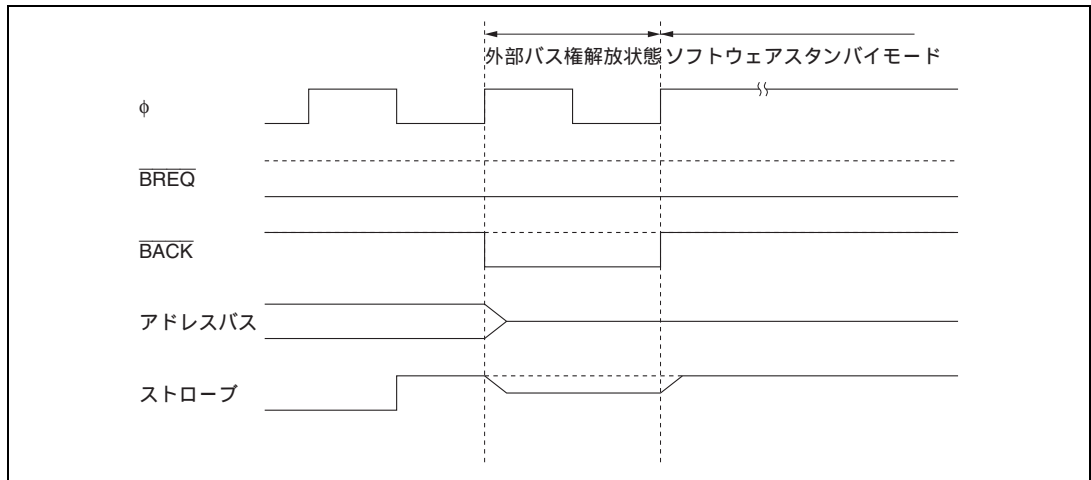 外部バス権解放状態 ソフトウェアスタンバイモード
φ
BREQ
BACK
アドレスバス
ストローブ